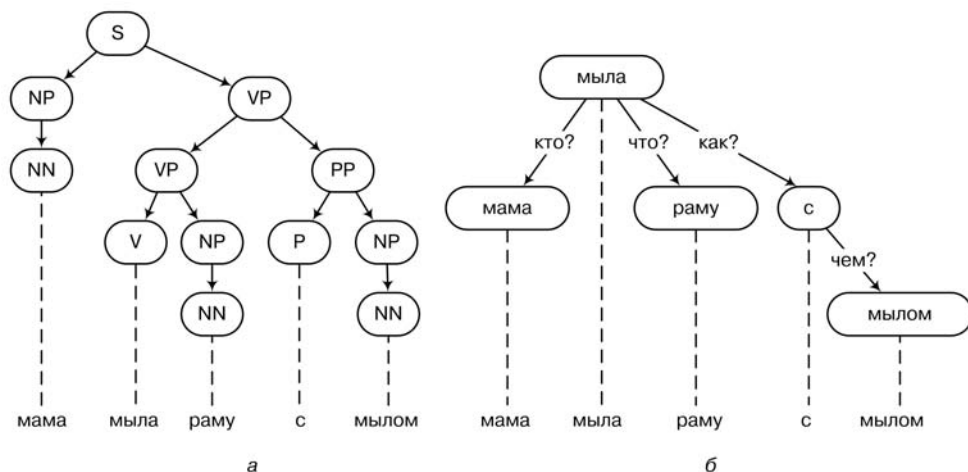 S
NP VP
NN VP PP
V NP P NP
NN NN
мама мыла раму с мылом
а
мыла
кто? что? как?
мама раму с
чем?
мылом
мама мыла раму с мылом
б